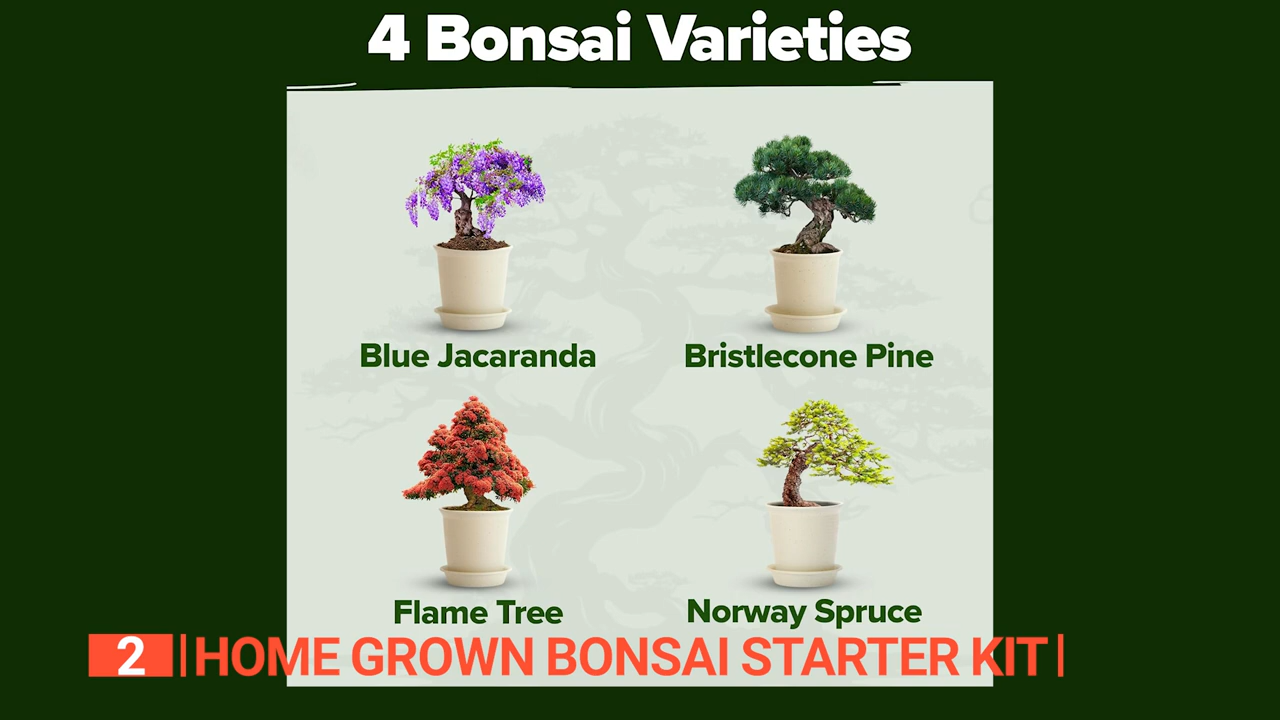 4 Bonsai Varieties
Blue Jacaranda
Bristlecone Pine
Flame Tree
Norway Spruce
2 HOME GROWN BONSAI STARTER KIT